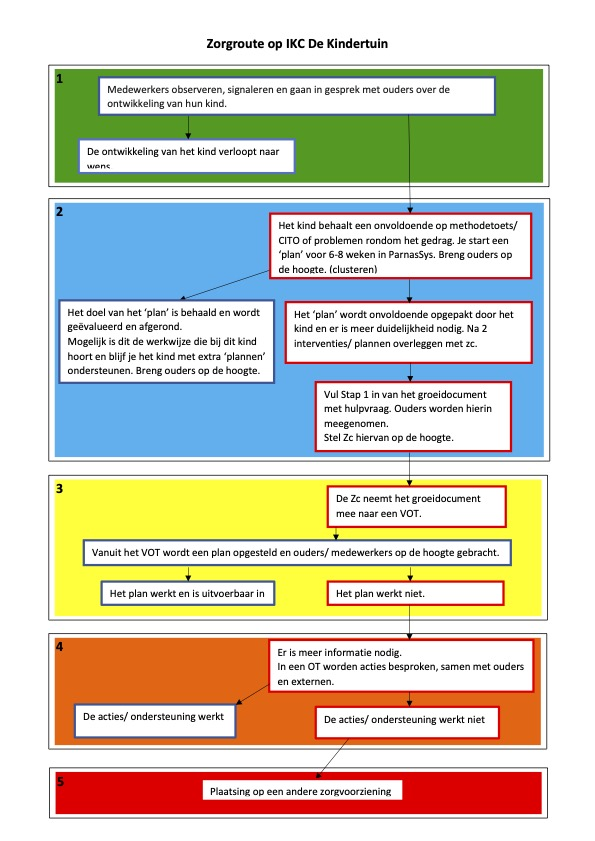 Zorgroute op IKC De Kindertuin
1
Medewerkers observeren, signaleren en gaan in gesprek met ouders over de
ontwikkeling van hun kind.
De ontwikkeling van het kind verloopt naar
wens
2
Het kind behaalt een onvoldoende op methodetoets/
CITO of problemen rondom het gedrag. Je start een
‘plan’ voor 6-8 weken in ParnasSys. Breng ouders op
de hoogte. (clusteren)
Het doel van het ‘plan’ is behaald en wordt
geëvalueerd en afgerond.
Mogelijk is dit de werkwijze die bij dit kind
hoort en blijf je het kind met extra ‘plannen’
ondersteunen. Breng ouders op de hoogte.
Het ‘plan’ wordt onvoldoende opgepakt door het
kind en er is meer duidelijkheid nodig. Na 2
interventies/ plannen overleggen met zc.
Vul Stap 1 in van het groeidocument
met hulpvraag. Ouders worden hierin
meegenomen.
Stel Zc hiervan op de hoogte.
3
De Zc neemt het groeidocument
mee naar een VOT.
Vanuit het VOT wordt een plan opgesteld en ouders/ medewerkers op de hoogte gebracht.
Het plan werkt en is uitvoerbaar in
Het plan werkt niet.
4
Er is meer informatie nodig.
In een OT worden acties besproken, samen met ouders
en externen.
De acties/ ondersteuning werkt
De acties/ ondersteuning werkt niet
5
Plaatsing op een andere zorgvoorziening